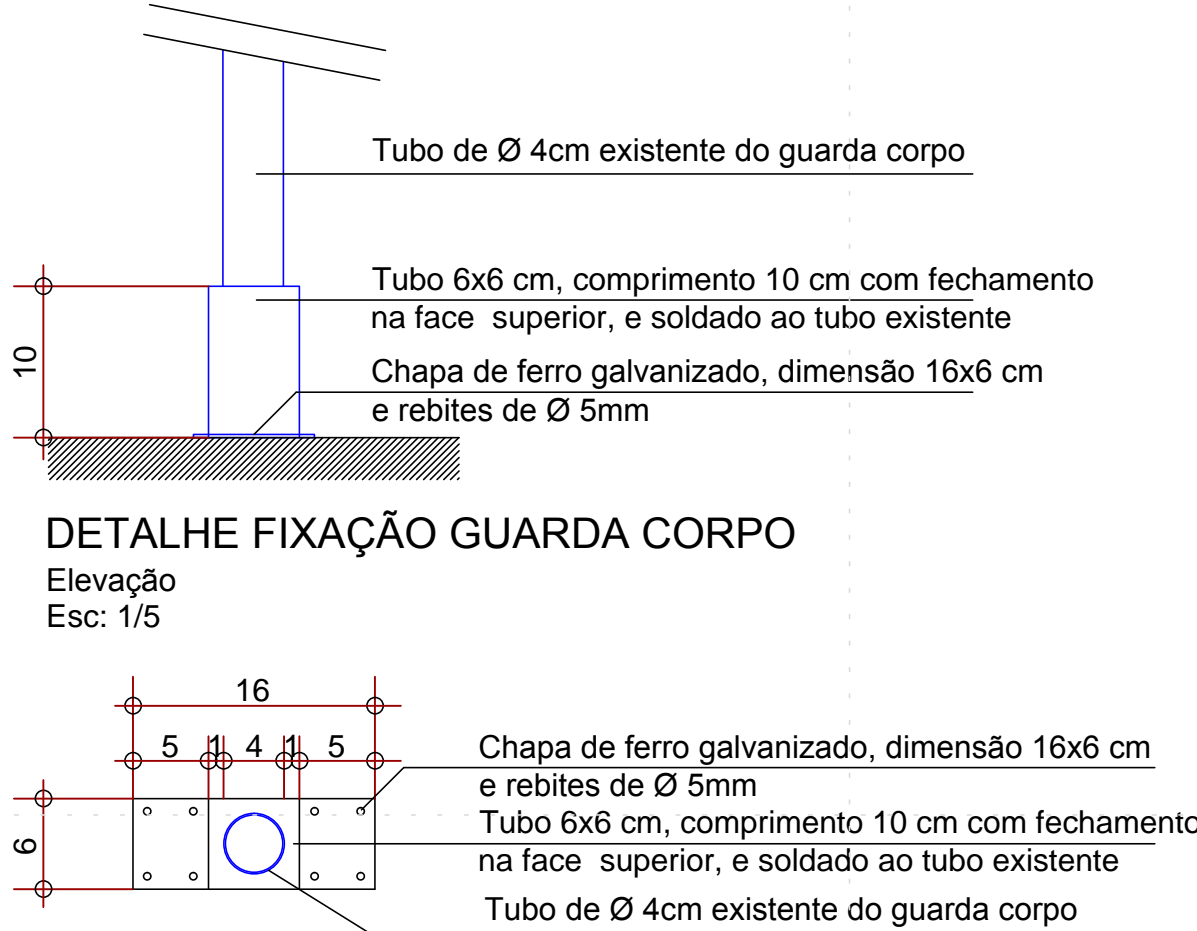 Tubo de Ø 4cm existente do guarda corpo
Tubo 6x6 cm, comprimento 10 cm com fechamento
na face superior, e soldado ao tubo existente
10
Chapa de ferro galvanizado, dimensão 16x6 cm
e rebites de Ø 5mm
DETALHE FIXAÇÃO GUARDA CORPO
Elevação
Esc: 1/5
16
5 1 4 1 5
Chapa de ferro galvanizado, dimensão 16x6 cm
e rebites de Ø 5mm
6
Tubo 6x6 cm, comprimento 10 cm com fechamento
na face superior, e soldado ao tubo existente
Tubo de Ø 4cm existente do guarda corpo